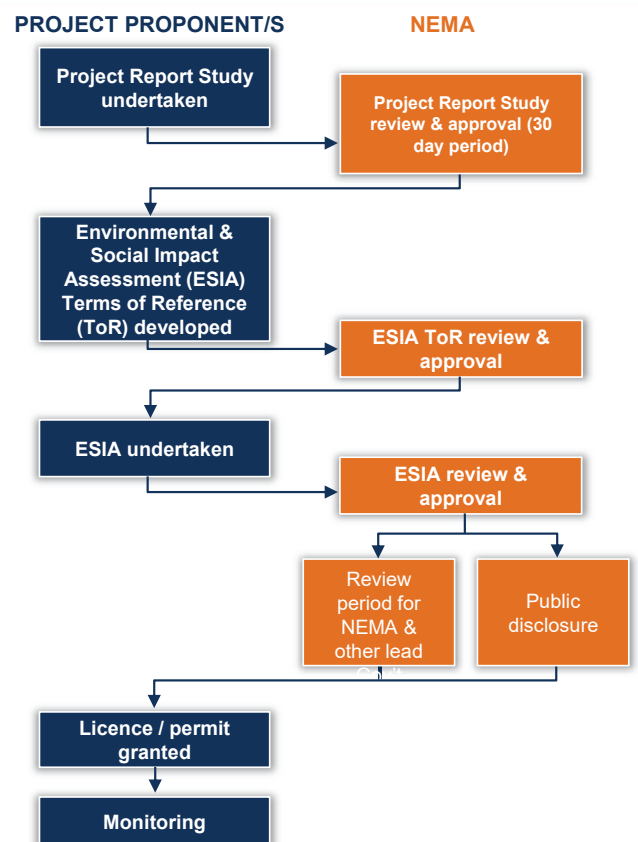 PROJECT PROPONENT/S
NEMA
Project Report Study
undertaken
Project Report Study
review & approval (30
day period)
Environmental &
Social Impact
Assessment (ESIA)
Terms of Reference
(ToR) developed
ESIA ToR review &
approval
ESIA undertaken
ESIA review &
approval
Review
period for
NEMA &
other lead
Public
disclosure
Licence / permit
granted
Monitoring